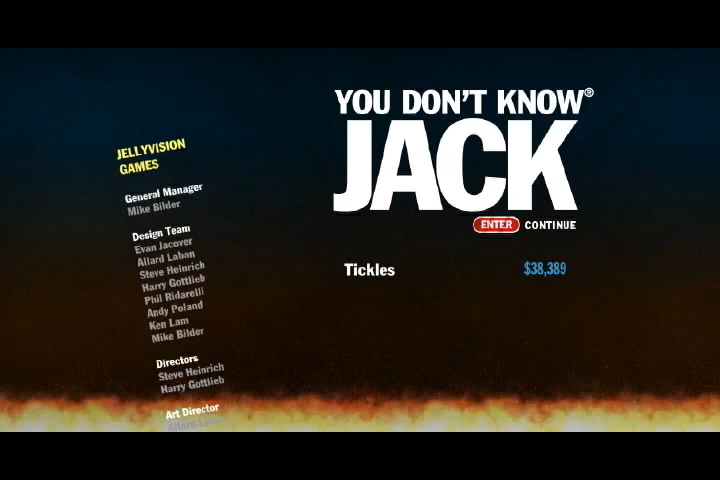 YOU DON'T KNOW®
JACK
ENTER CONTINUE
Tickles $38,389
JELLYVISION
GAMES
General Manager
Mike Bilder
Design Team
Evan Jacover
Allard Laban
Steve Heinrich
Harry Gottlieb
Phil Ridarelli
Andy Poland
Ken Lam
Mike Bilder
Directors
Steve Heinrich
Harry Gottlieb
Art Director